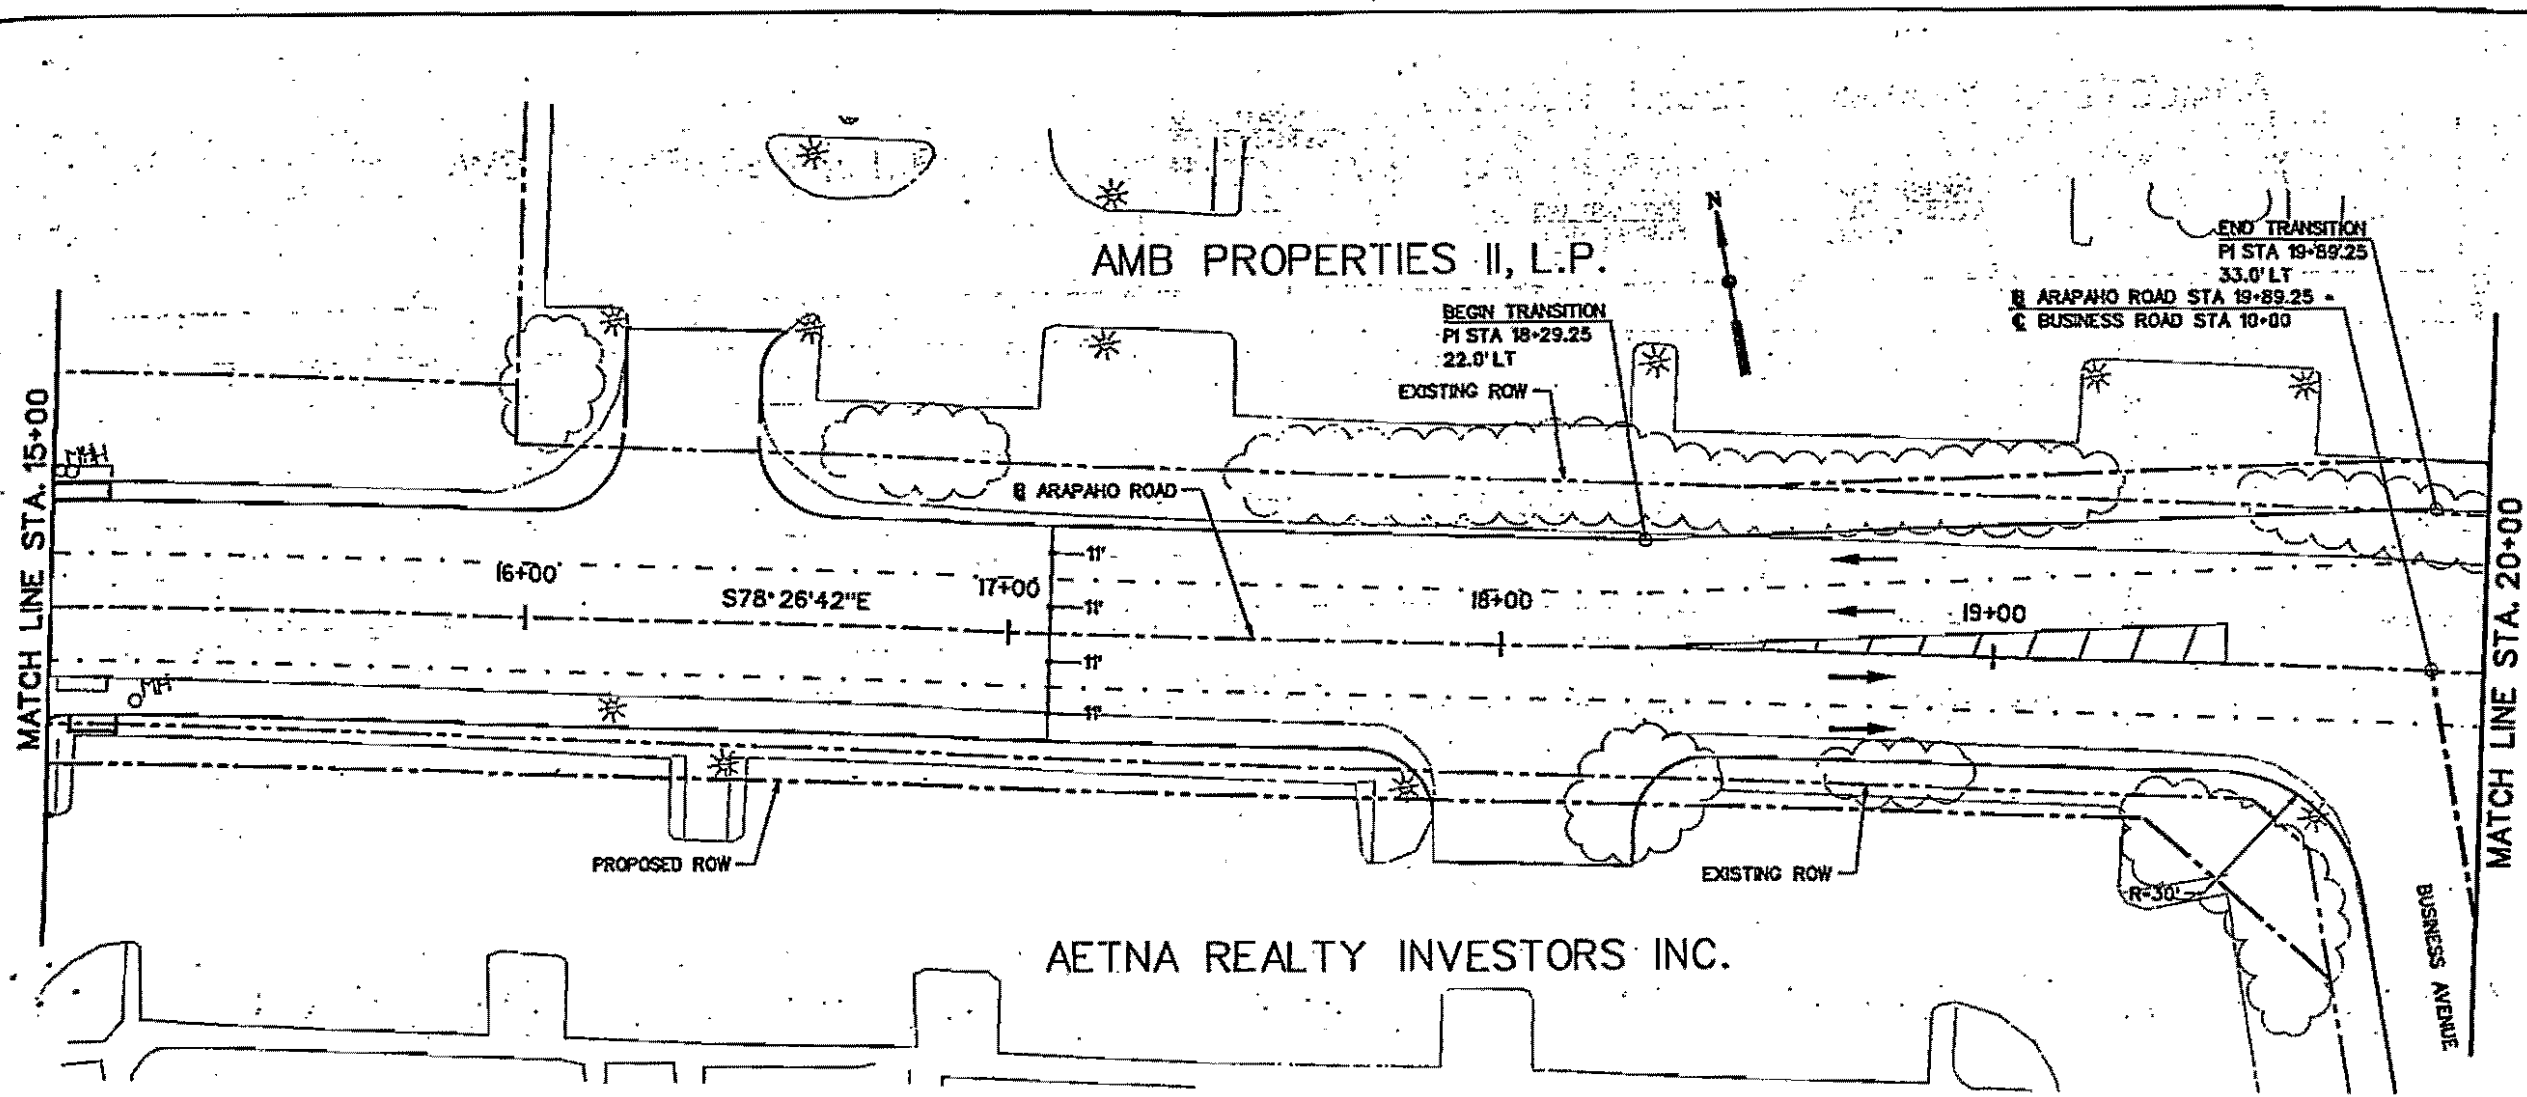 END TRANSITION
PI STA 19+89.25
33.0' LT
AMB PROPERTIES II, L.P.
N
BEGIN TRANSITION
PI STA 18+29.25
22.0' LT
EXISTING ROW
B ARAPAHO ROAD STA 19+89.25 =
℄ BUSINESS ROAD STA 10+00
MATCH LINE STA. 15+00
MH
B ARAPAHO ROAD
11'
16+00
17+00
S78°26'42"E
11'
18+00
19+00
11'
MH
11'
MATCH LINE STA. 20+00
PROPOSED ROW
EXISTING ROW
R=30'
BUSINESS AVENUE
AETNA REALTY INVESTORS INC.